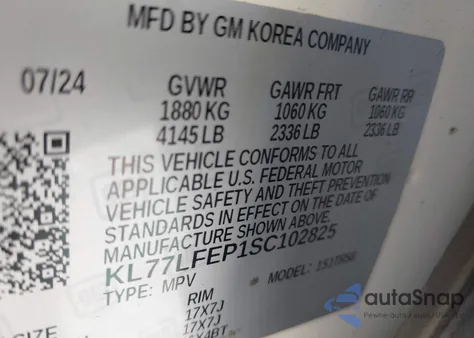 MFD BY GM KOREA COMPANY
07/24 GVWR GAWR FRT GAWR RR
1880 KG 1060 KG 1060 KG
4145 LB 2336 LB 2336 LB
THIS VEHICLE CONFORMS TO ALL
APPLICABLE U.S. FEDERAL MOTOR
VEHICLE SAFETY AND THEFT PREVENTION
STANDARDS IN EFFECT ON THE DATE OF
MANUFACTURE SHOWN ABOVE.
KL77LFEP1SC102825
TYPE: MPV MODEL:
RIM
SIZE 17X7J
17X7J
autoSnap